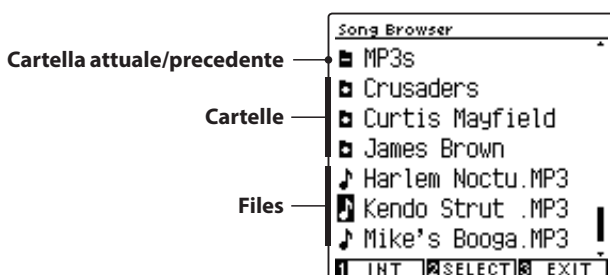 Song Browser
Cartella attuale/precedente
MP3s
Crusaders
Cartelle
Curtis Mayfield
James Brown
Harlem Noctu.MP3
Files
Kendo Strut .MP3
Mike's Booga.MP3
1 INT 2 SELECT 3 EXIT